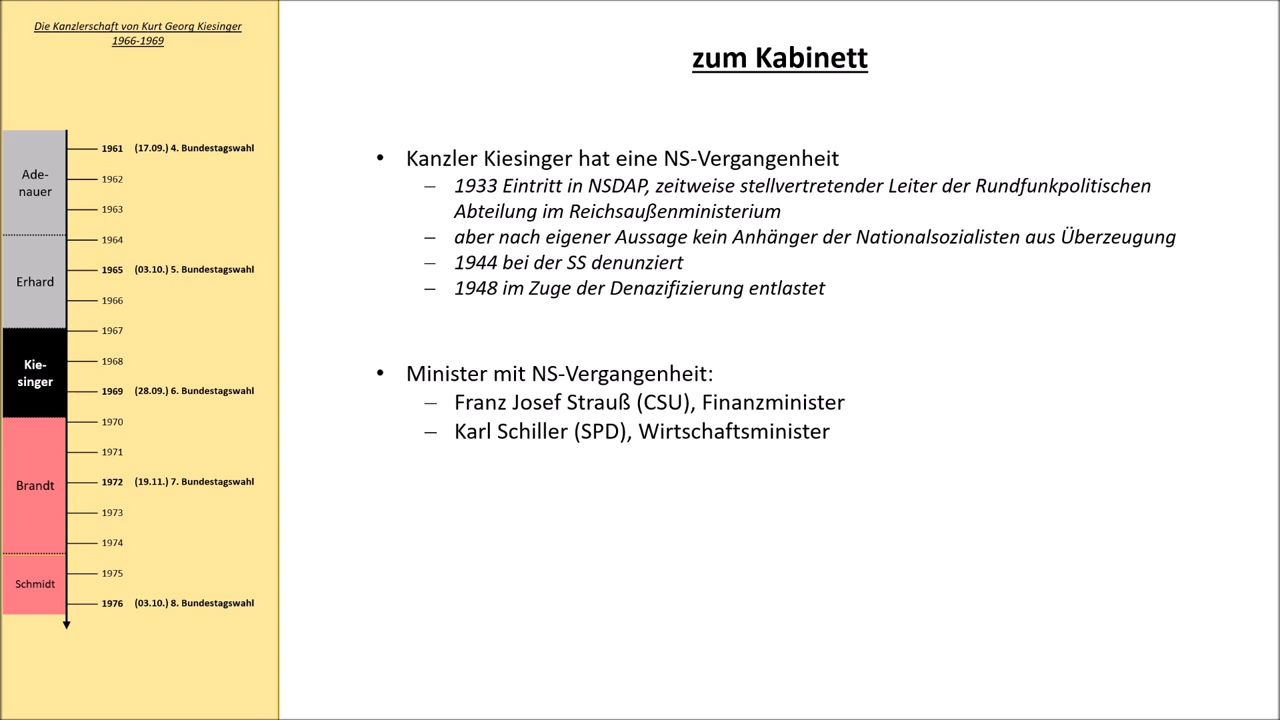 Die Kanzlerschaft von Kurt Georg Kiesinger
1966-1969
Ade-
nauer
Erhard
Kie-
singer
Brandt
Schmidt
1961 (17.09.) 4. Bundestagswahl
1962
1963
1964
1965 (03.10.) 5. Bundestagswahl
1966
1967
1968
1969 (28.09.) 6. Bundestagswahl
1970
1971
1972 (19.11.) 7. Bundestagswahl
1973
1974
1975
1976 (03.10.) 8. Bundestagswahl
zum Kabinett
• Kanzler Kiesinger hat eine NS-Vergangenheit
– 1933 Eintritt in NSDAP, zeitweise stellvertretender Leiter der Rundfunkpolitischen
Abteilung im Reichsaußenministerium
– aber nach eigener Aussage kein Anhänger der Nationalsozialisten aus Überzeugung
– 1944 bei der SS denunziert
– 1948 im Zuge der Denazifizierung entlastet
• Minister mit NS-Vergangenheit:
– Franz Josef Strauß (CSU), Finanzminister
– Karl Schiller (SPD), Wirtschaftsminister